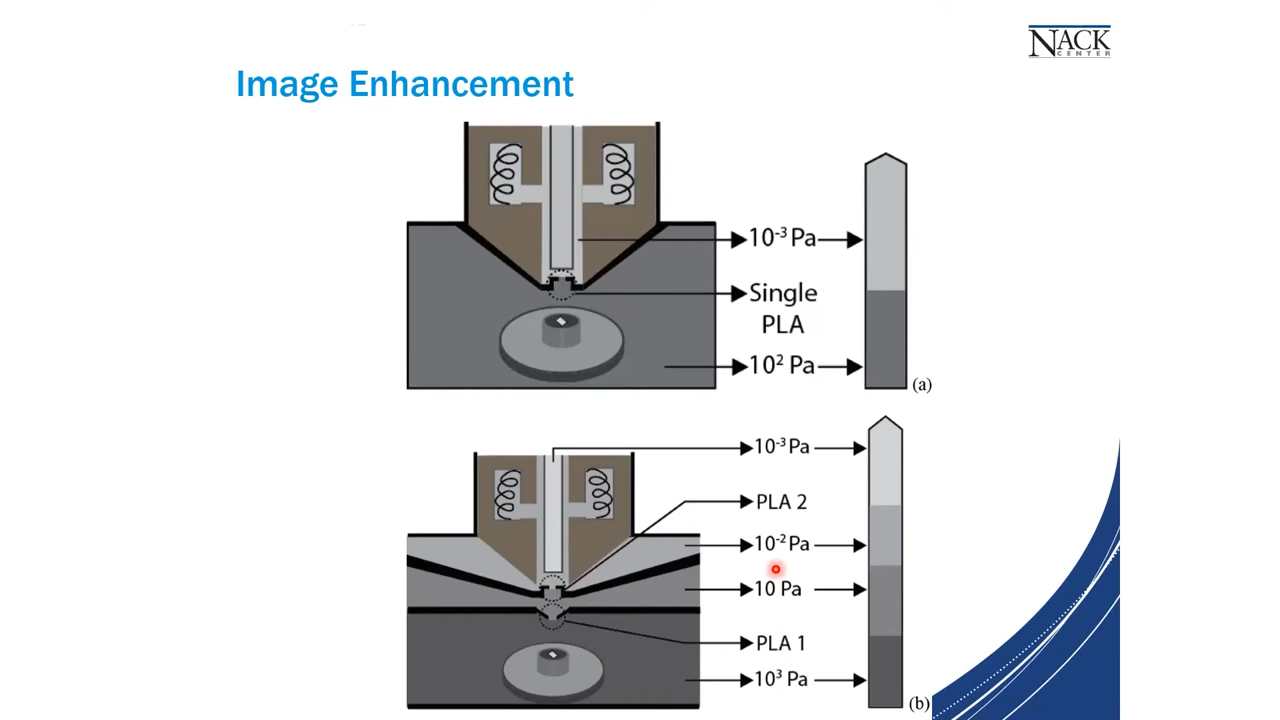 NACK
CENTER
Image Enhancement
10-3 Pa
Single
PLA
10² Pa
(a)
10-3 Pa
PLA 2
10-2 Pa
10 Pa
PLA 1
10³ Pa
(b)